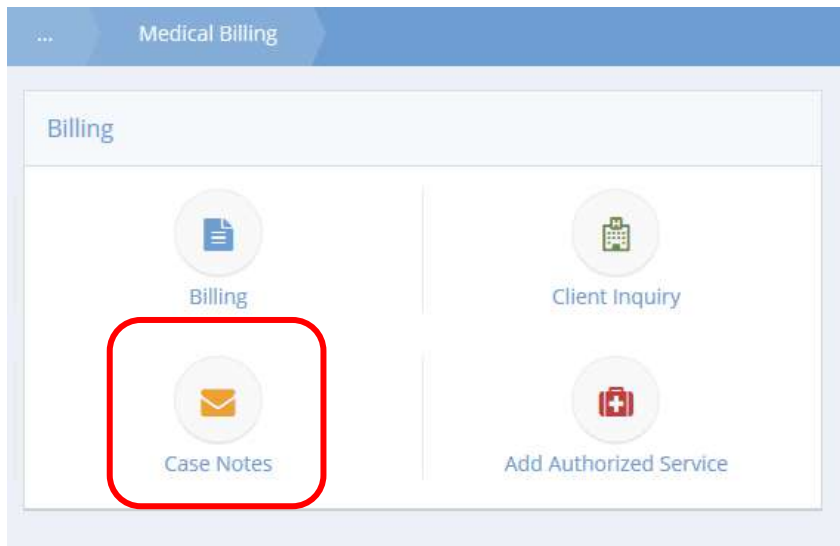 ... Medical Billing
Billing
Billing Client Inquiry
Case Notes Add Authorized Service